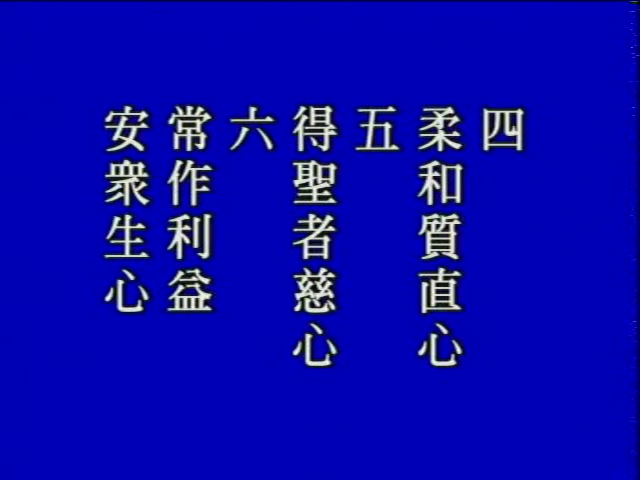 四
柔和質直心
五
得聖者慈心
六
常作利益
安眾生心